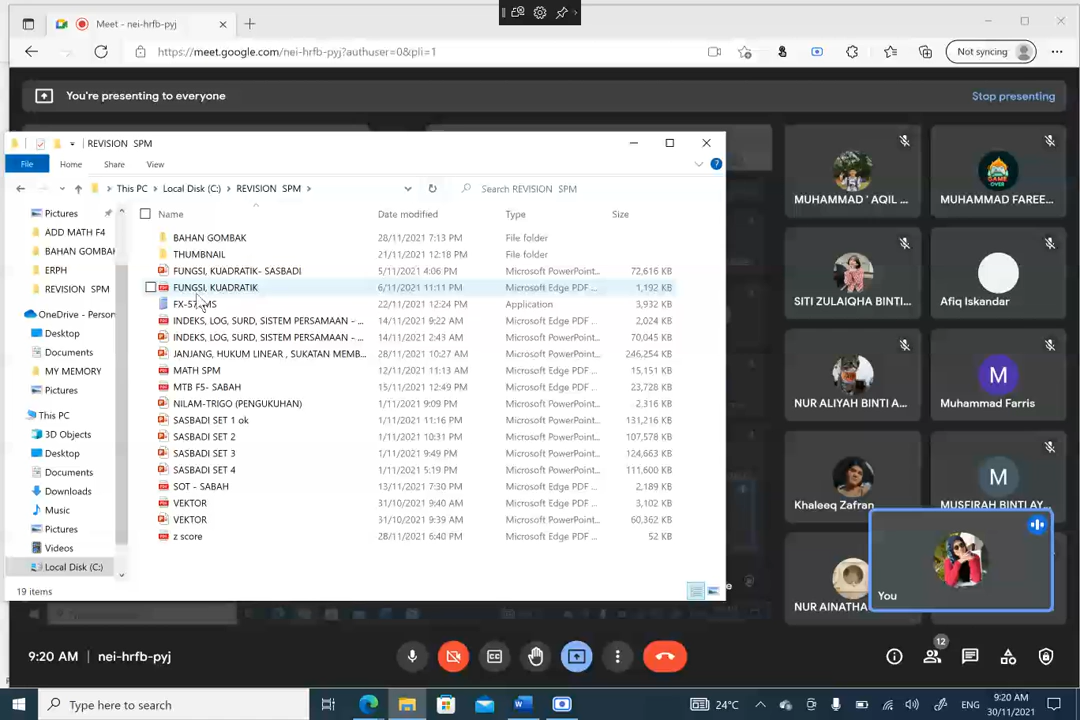 Meet - nei-hrfb-pyj
https://meet.google.com/nei-hrfb-pyj?authuser=0&pli=1
Not syncing
You're presenting to everyone
Stop presenting
REVISION SPM
File Home Share View
This PC > Local Disk (C:) > REVISION SPM >
Search REVISION SPM
Name Date modified Type Size
Pictures
ADD MATH F4
BAHAN GOMBAK
ERPH
REVISION SPM
OneDrive - Person
Desktop
Documents
MY MEMORY
Pictures
This PC
3D Objects
Desktop
Documents
Downloads
Music
Pictures
Videos
Local Disk (C:)
BAHAN GOMBAK 28/11/2021 7:13 PM File folder
THUMBNAIL 21/11/2021 12:18 PM File folder
FUNGSI, KUADRATIK- SASBADI 5/11/2021 4:06 PM Microsoft PowerPoint... 72,616 KB
FUNGSI, KUADRATIK 6/11/2021 11:11 PM Microsoft Edge PDF ... 1,192 KB
FX-57 MS 22/11/2021 12:24 PM Application 3,932 KB
INDEKS, LOG, SURD, SISTEM PERSAMAAN - ... 14/11/2021 9:22 AM Microsoft Edge PDF ... 2,024 KB
INDEKS, LOG, SURD, SISTEM PERSAMAAN - ... 14/11/2021 2:43 AM Microsoft PowerPoint... 70,045 KB
JANJANG, HUKUM LINEAR , SUKATAN MEMB... 28/11/2021 10:27 AM Microsoft PowerPoint... 246,254 KB
MATH SPM 12/11/2021 11:13 AM Microsoft Edge PDF ... 15,151 KB
MTB F5- SABAH 15/11/2021 12:49 PM Microsoft Edge PDF ... 23,728 KB
NILAM-TRIGO (PENGUKUHAN) 1/11/2021 9:09 PM Microsoft PowerPoint... 2,316 KB
SASBADI SET 1 ok 1/11/2021 11:16 PM Microsoft PowerPoint... 131,216 KB
SASBADI SET 2 1/11/2021 10:31 PM Microsoft PowerPoint... 107,578 KB
SASBADI SET 3 1/11/2021 9:49 PM Microsoft PowerPoint... 124,663 KB
SASBADI SET 4 1/11/2021 5:19 PM Microsoft PowerPoint... 111,600 KB
SOT - SABAH 13/11/2021 7:30 PM Microsoft Edge PDF ... 2,189 KB
VEKTOR 31/10/2021 9:40 AM Microsoft Edge PDF ... 3,102 KB
VEKTOR 31/10/2021 9:39 AM Microsoft PowerPoint... 60,362 KB
z score 28/11/2021 6:40 PM Microsoft Edge PDF ... 52 KB
19 items
MUHAMMAD ' AQIL ...
MUHAMMAD FAREE...
SITI ZULAIQHA BINTI...
Afiq Iskandar
NUR ALIYAH BINTI A...
M
Muhammad Farris
Khaleeq Zafran
M
MUSFIRAH BINTI AY...
NUR AINATHA
You
9:20 AM | nei-hrfb-pyj
CC
12
Type here to search
24°C
ENG
9:20 AM
30/11/2021